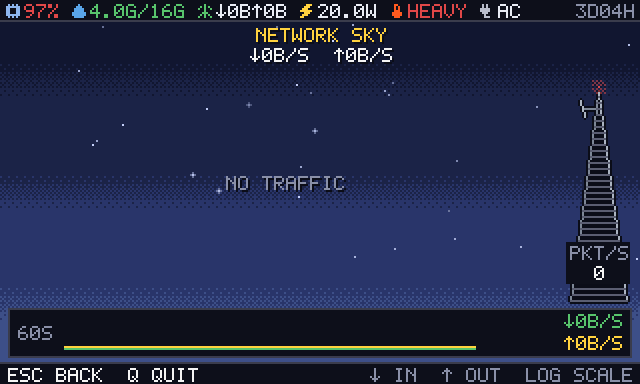 97% 4.0G/16G ↓0B↑0B 20.0W HEAVY AC 3D04H
NETWORK SKY
↓0B/S ↑0B/S
NO TRAFFIC
PKT/S
0
60S
↓0B/S
↑0B/S
ESC BACK Q QUIT ↓ IN ↑ OUT LOG SCALE